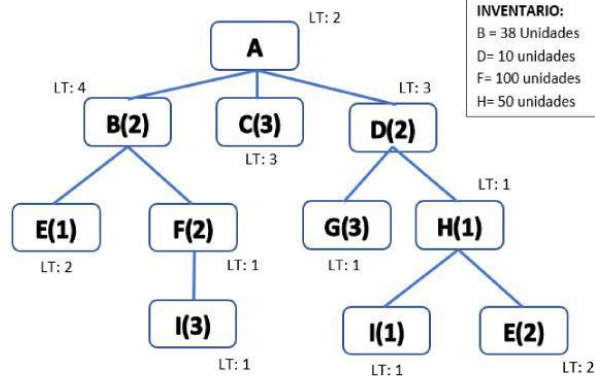 LT: 2
A
INVENTARIO:
B = 38 Unidades
D= 10 unidades
F= 100 unidades
H= 50 unidades
LT: 4
LT: 3
B(2)
C(3)
D(2)
LT: 3
LT: 1
E(1)
F(2)
G(3)
H(1)
LT: 2
LT: 1
LT: 1
I(3)
I(1)
E(2)
LT: 1
LT: 1
LT: 2